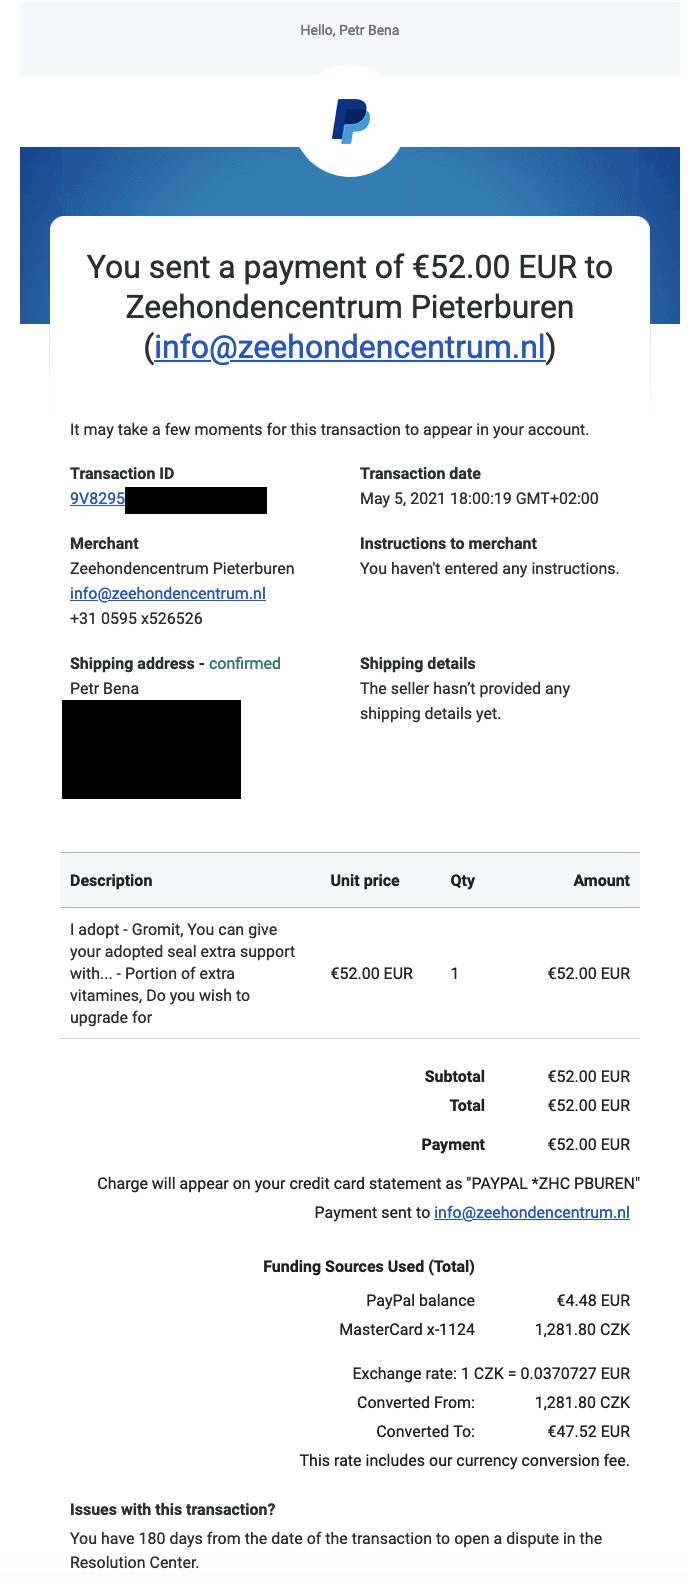 Hello, Petr Bena
You sent a payment of €52.00 EUR to
Zeehondencentrum Pieterburen
(info@zeehondencentrum.nl)
It may take a few moments for this transaction to appear in your account.
Transaction ID
9V8295
Transaction date
May 5, 2021 18:00:19 GMT+02:00
Merchant
Zeehondencentrum Pieterburen
info@zeehondencentrum.nl
+31 0595 x526526
Instructions to merchant
You haven't entered any instructions.
Shipping address - confirmed
Petr Bena
Shipping details
The seller hasn’t provided any
shipping details yet.
Description Unit price Qty Amount
I adopt - Gromit, You can give
your adopted seal extra support
with... - Portion of extra
vitamines, Do you wish to
upgrade for
€52.00 EUR 1 €52.00 EUR
Subtotal €52.00 EUR
Total €52.00 EUR
Payment €52.00 EUR
Charge will appear on your credit card statement as "PAYPAL *ZHC PBUREN"
Payment sent to info@zeehondencentrum.nl
Funding Sources Used (Total)
PayPal balance €4.48 EUR
MasterCard x-1124 1,281.80 CZK
Exchange rate: 1 CZK = 0.0370727 EUR
Converted From: 1,281.80 CZK
Converted To: €47.52 EUR
This rate includes our currency conversion fee.
Issues with this transaction?
You have 180 days from the date of the transaction to open a dispute in the
Resolution Center.